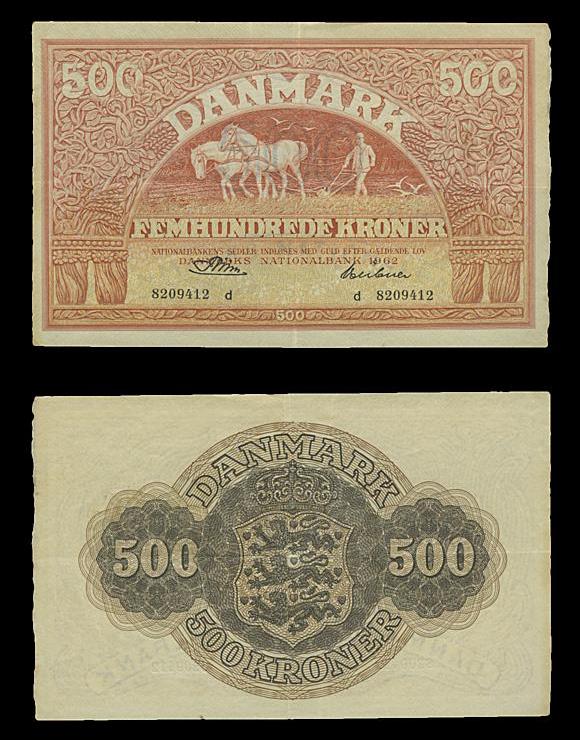 500 500
DANMARK
FEMHUNDREDE KRONER
NATIONALBANKENS SEDLER INDLØSES MED GULD EFTER GÆLDENDE LOV
DANMARKS NATIONALBANK 1962
8209412 d d 8209412
500
DANMARK
500 500
500 KRONER